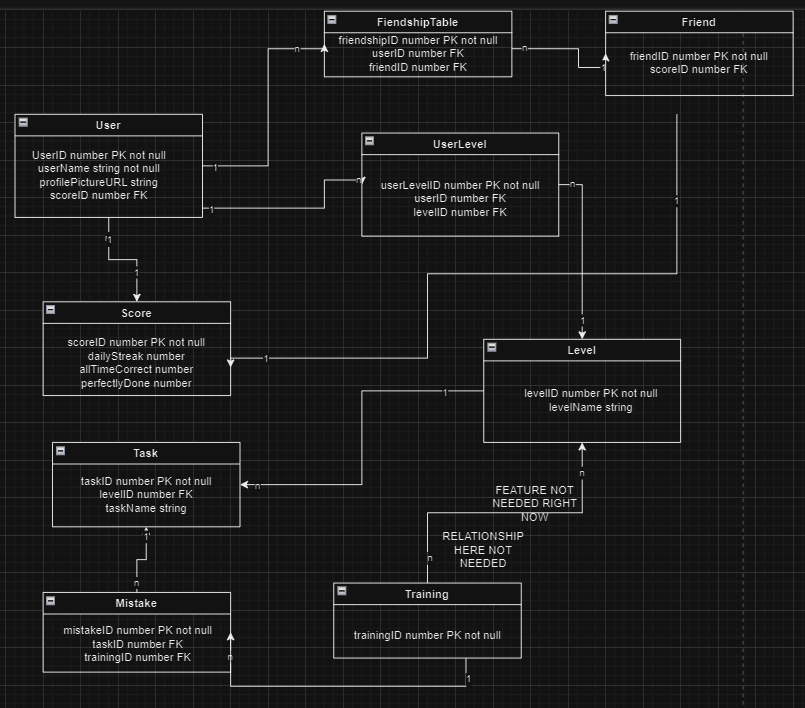 FiendshipTable
friendshipID number PK not null
userID number FK
friendID number FK
Friend
friendID number PK not null
scoreID number FK
n
n
1
User
UserID number PK not null
userName string not null
profilePictureURL string
scoreID number FK
1
1
UserLevel
userLevelID number PK not null
userID number FK
levelID number FK
n
n
1
1
1
1
Score
scoreID number PK not null
dailyStreak number
allTimeCorrect number
perfectlyDone number
1
Level
levelID number PK not null
levelName string
1
Task
taskID number PK not null
levelID number FK
taskName string
n
n
FEATURE NOT
NEEDED RIGHT
NOW
RELATIONSHIP
HERE NOT
NEEDED
1
n
n
Mistake
mistakeID number PK not null
taskID number FK
trainingID number FK
n
Training
trainingID number PK not null
1